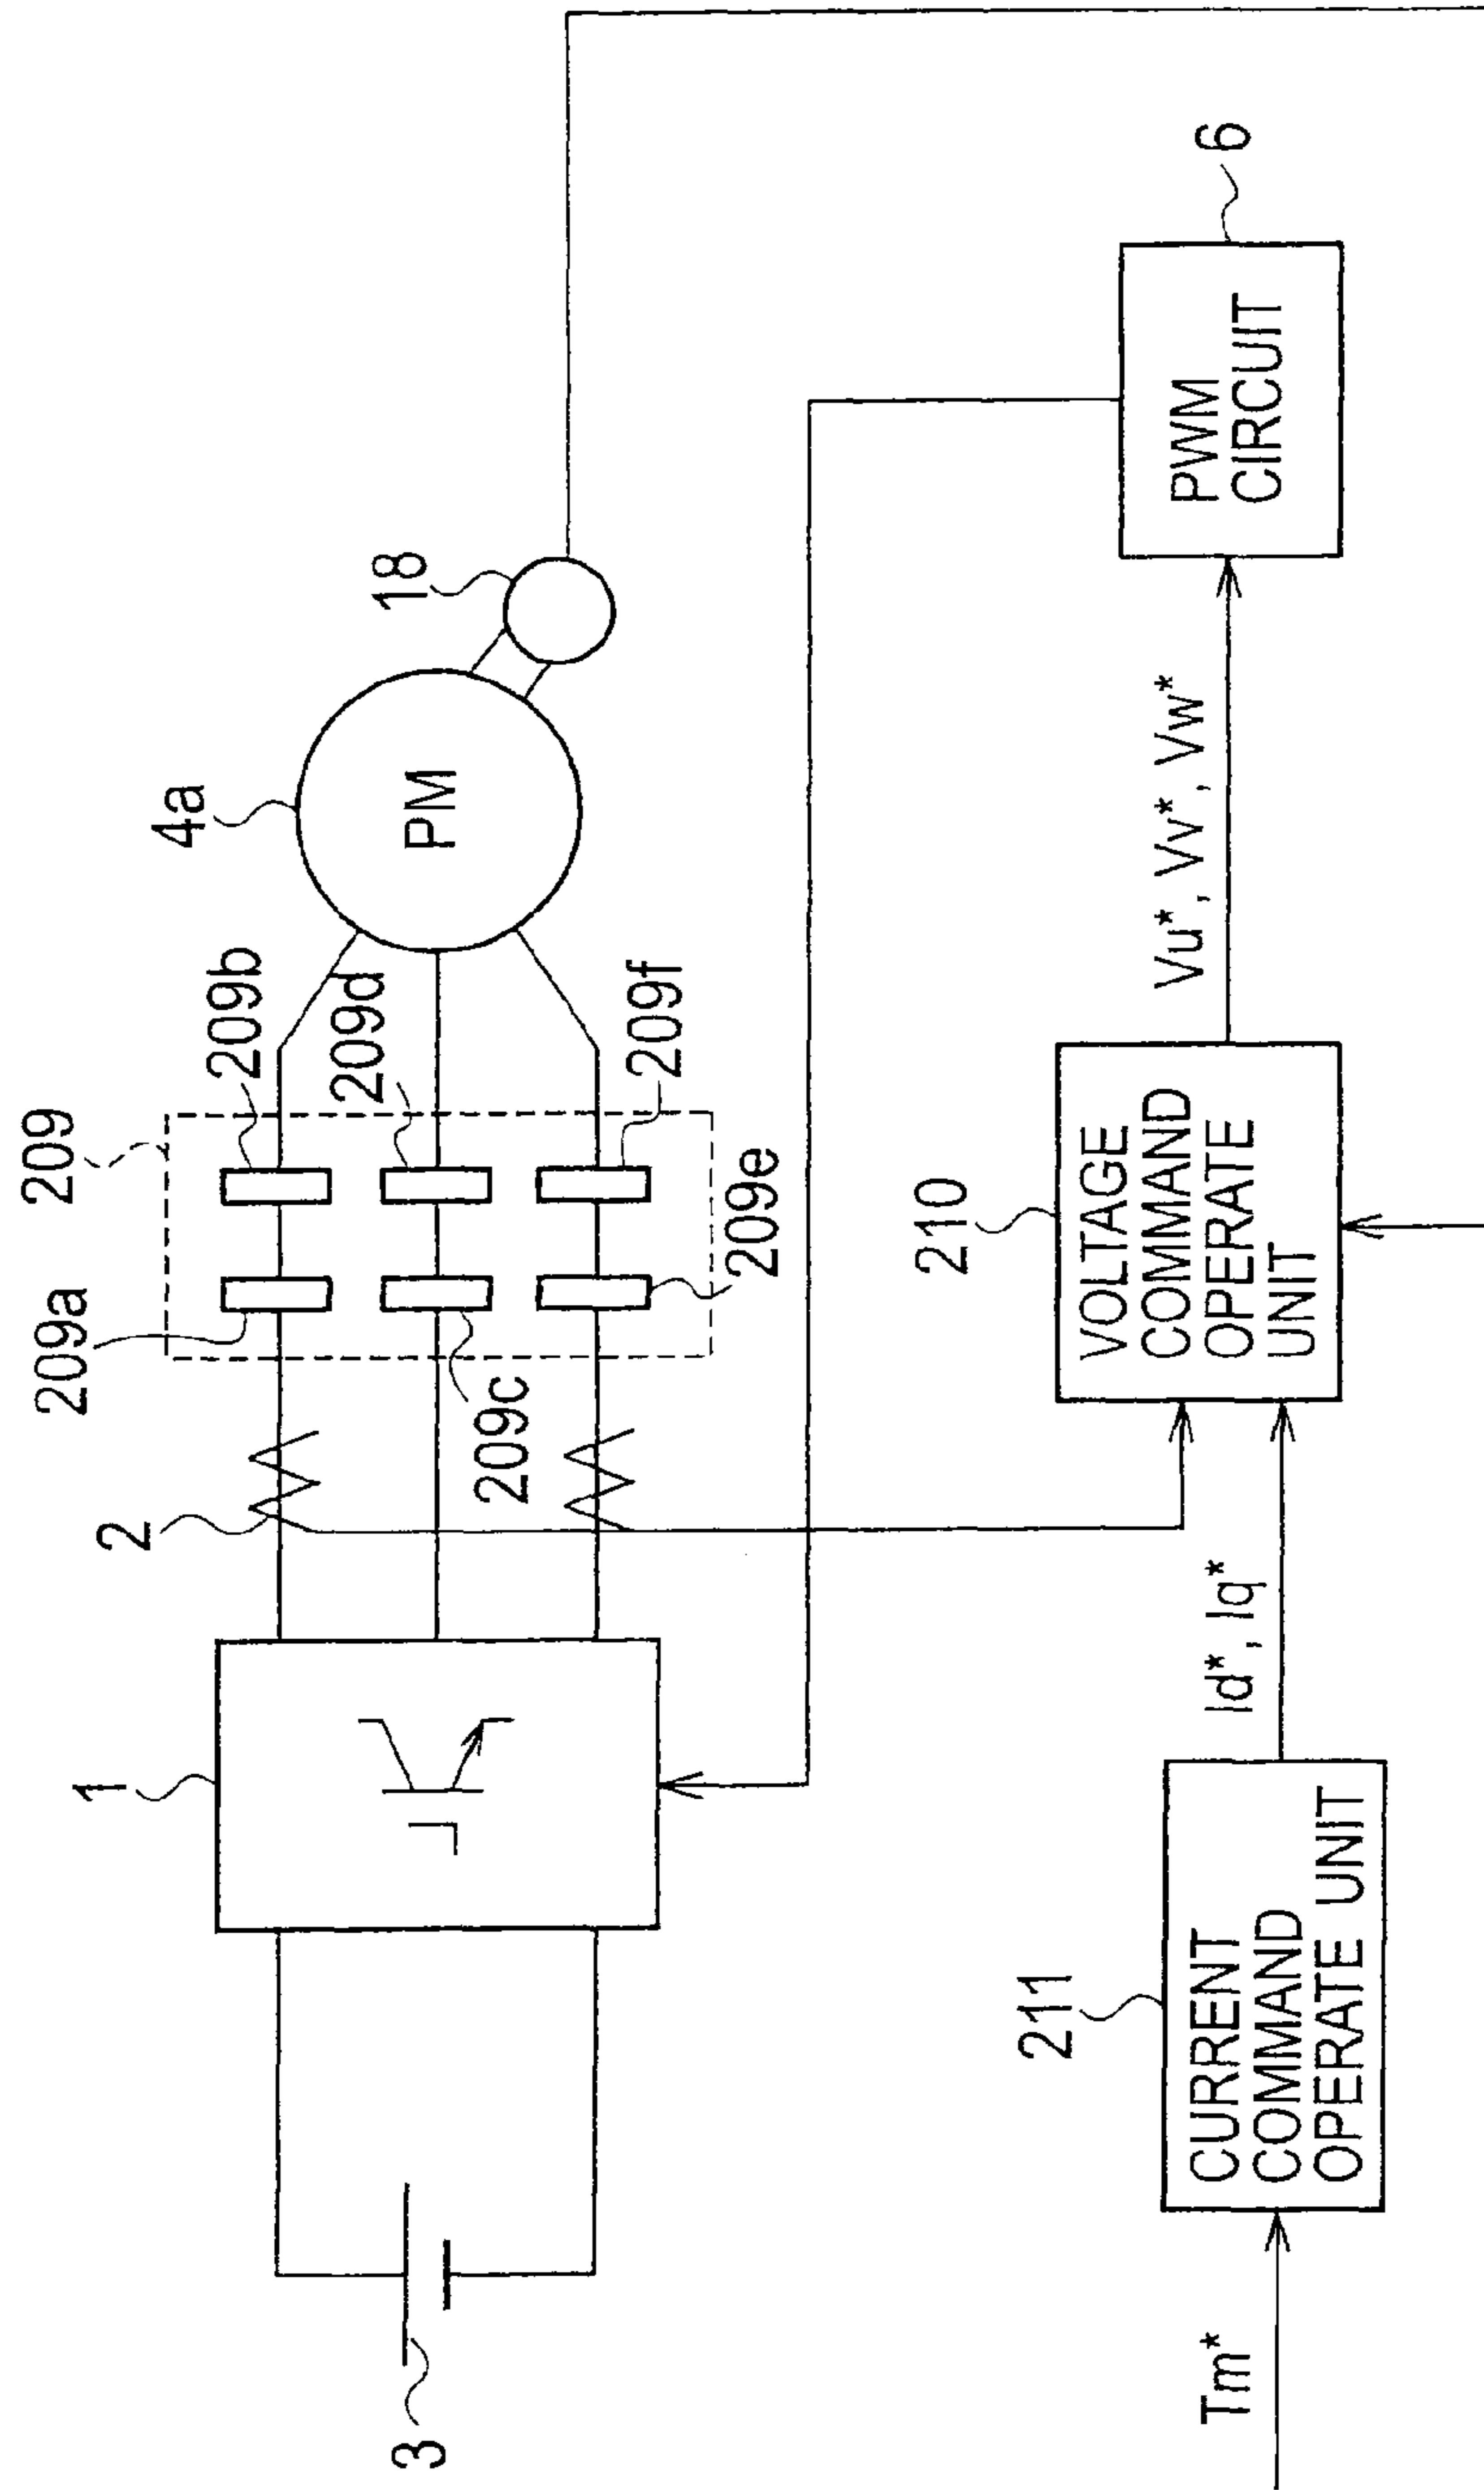 209
209a
209b
209d
209c
209e
209f
4a
PM
18
2
1
3
211
CURRENT
COMMAND
OPERATE UNIT
Tm*
Id*, Iq*
210
VOLTAGE
COMMAND
OPERATE
UNIT
Vu*, Vv*, Vw*
PWM
CIRCUIT
6